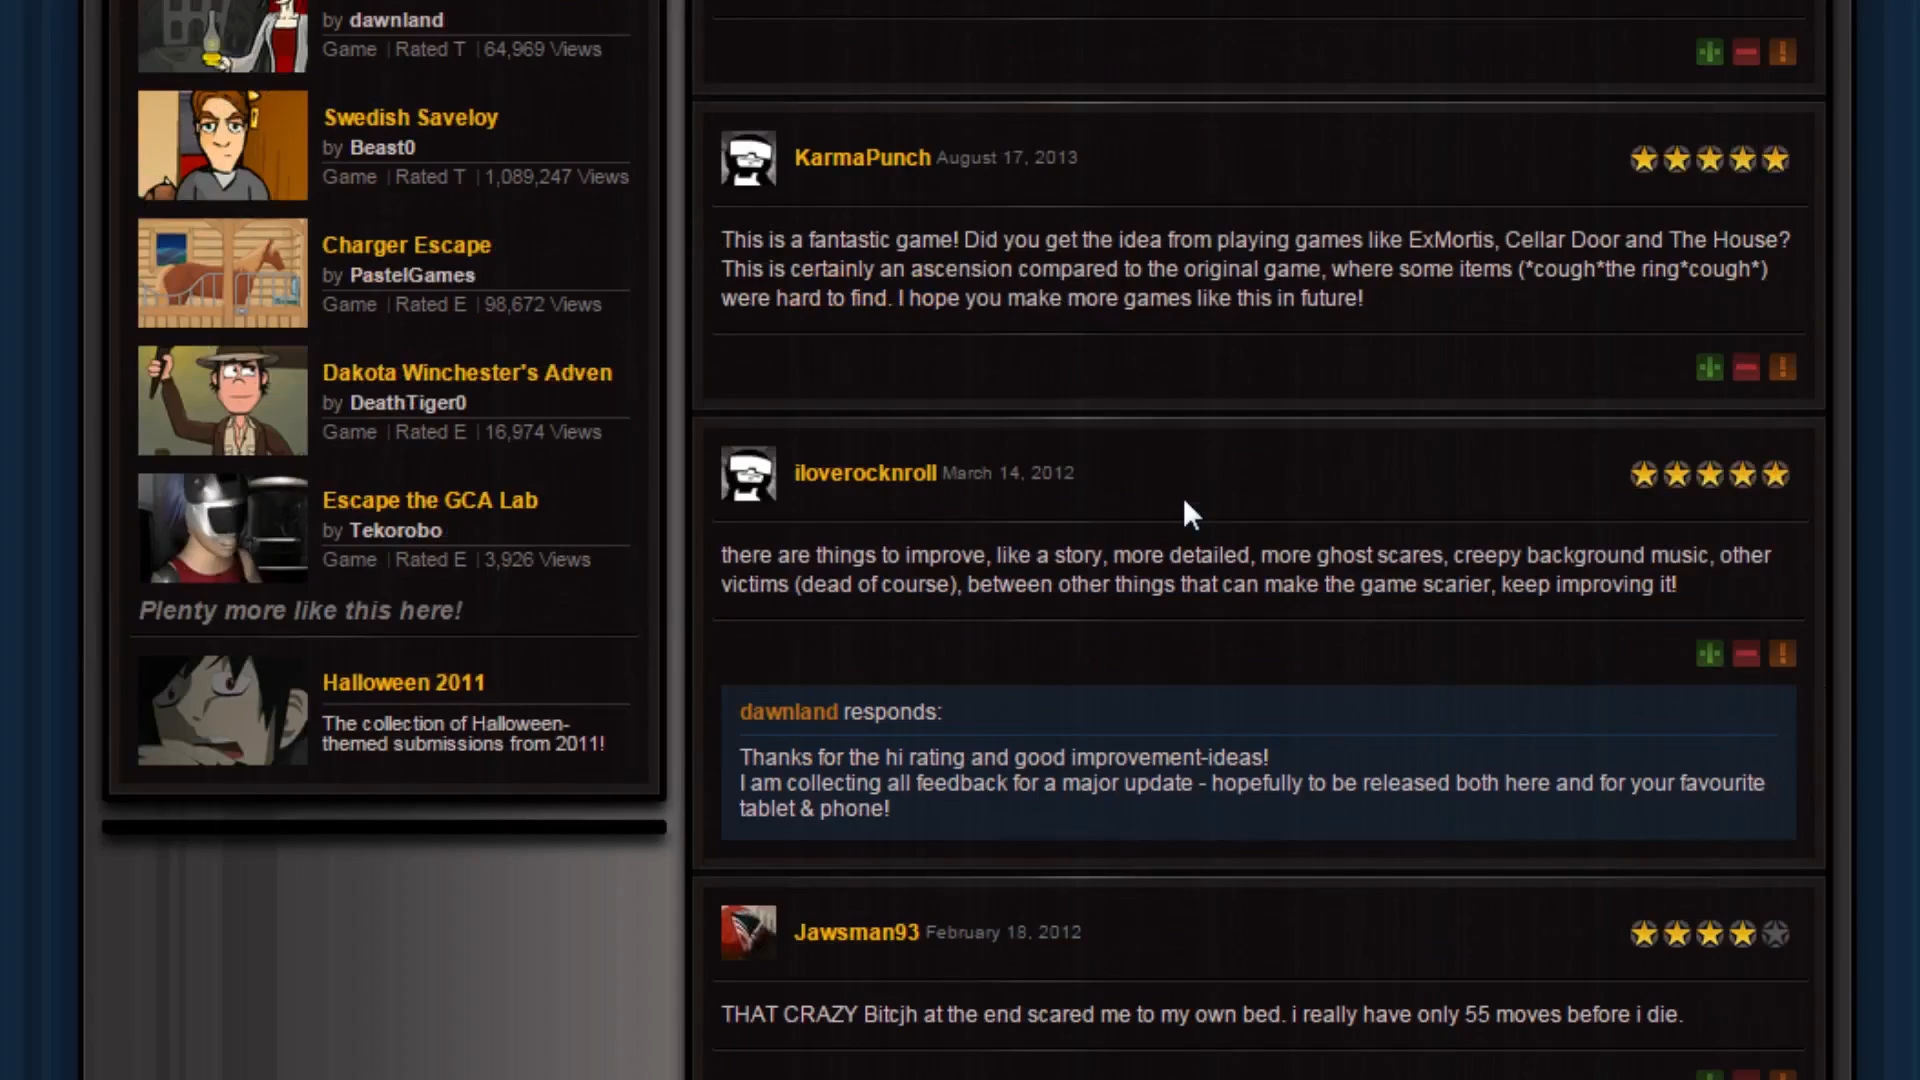 by dawnland
Game | Rated T | 64,969 Views
Swedish Saveloy
by Beast0
Game | Rated T | 1,089,247 Views
Charger Escape
by PastelGames
Game | Rated E | 98,672 Views
Dakota Winchester's Adven
by DeathTiger0
Game | Rated E | 16,974 Views
Escape the GCA Lab
by Tekorobo
Game | Rated E | 3,926 Views
Plenty more like this here!
Halloween 2011
The collection of Halloween-
themed submissions from 2011!
KarmaPunch August 17, 2013
This is a fantastic game! Did you get the idea from playing games like ExMortis, Cellar Door and The House?
This is certainly an ascension compared to the original game, where some items (*cough*the ring*cough*)
were hard to find. I hope you make more games like this in future!
iloverocknroll March 14, 2012
there are things to improve, like a story, more detailed, more ghost scares, creepy background music, other
victims (dead of course), between other things that can make the game scarier, keep improving it!
dawnland responds:
Thanks for the hi rating and good improvement-ideas!
I am collecting all feedback for a major update - hopefully to be released both here and for your favourite
tablet & phone!
Jawsman93 February 18, 2012
THAT CRAZY Bitcjh at the end scared me to my own bed. i really have only 55 moves before i die.